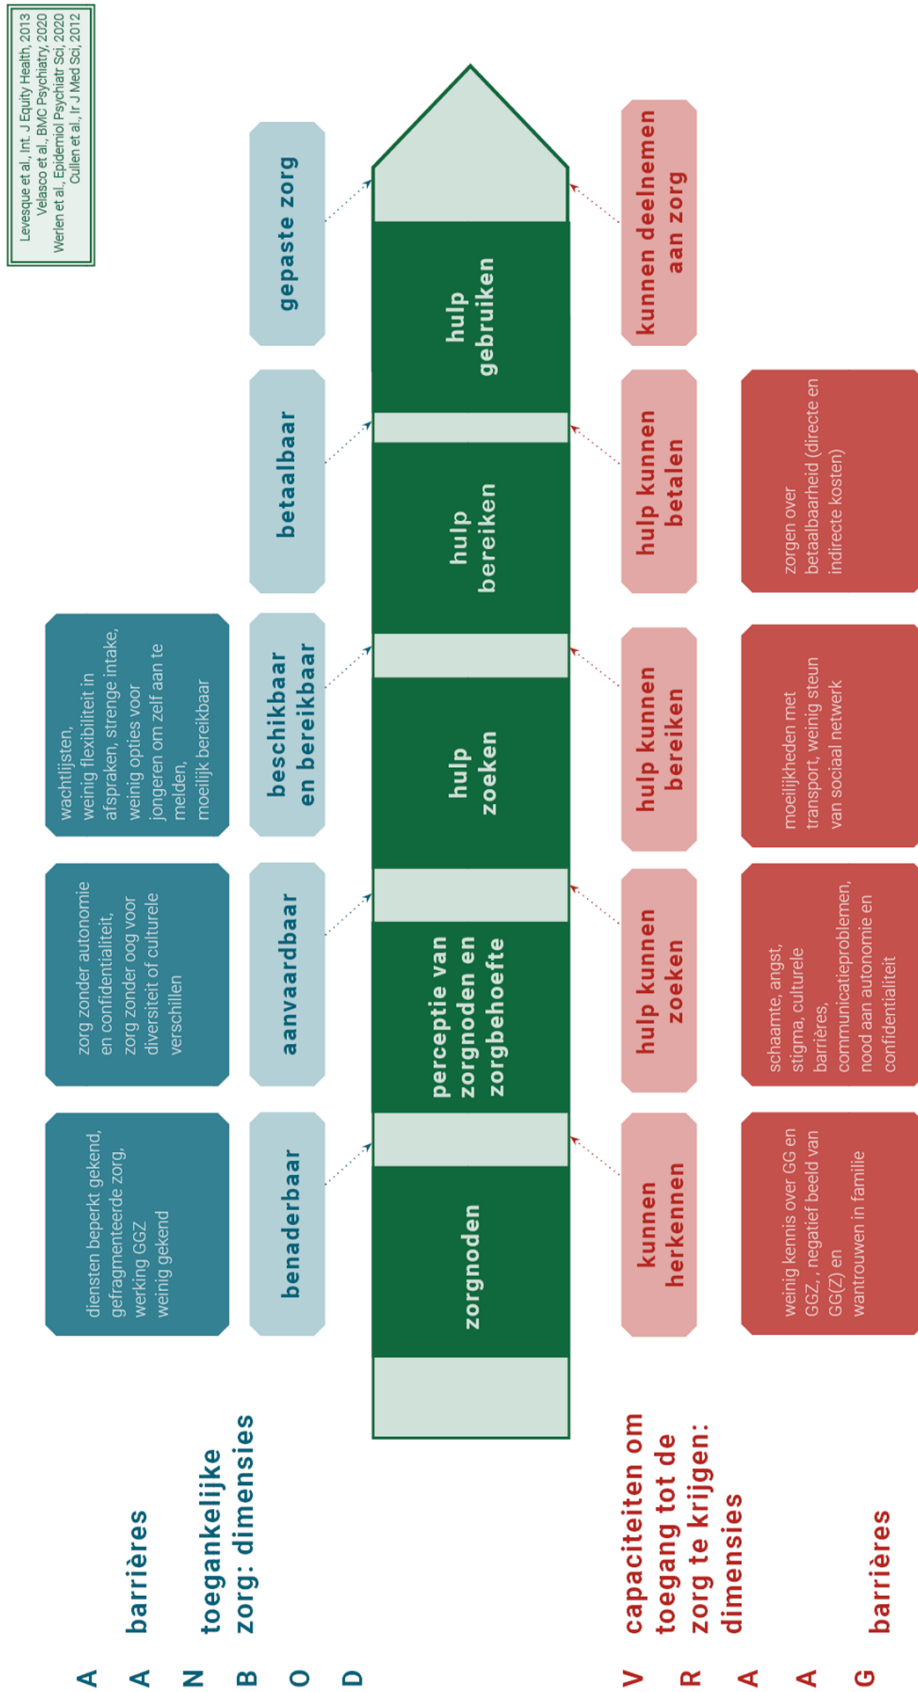 Levesque et al., Int. J Equity Health, 2013
Velasco et al., BMC Psychiatry, 2020
Werlen et al., Epidemiol Psychiatr Sci, 2020
Cullen et al., Ir J Med Sci, 2012
A
A
N
B
O
D
barrières
diensten beperkt gekend,
gefragmenteerde zorg,
werking GGZ
weinig gekend
zorg zonder autonomie
en confidentialiteit,
zorg zonder oog voor
diversiteit of culturele
verschillen
wachtlijsten,
weinig flexibiliteit in
afspraken, strenge intake,
weinig opties voor
jongeren om zelf aan te
melden,
moeilijk bereikbaar
toegankelijke
zorg: dimensies
benaderbaar
aanvaardbaar
beschikbaar
en bereikbaar
betaalbaar
gepaste zorg
zorgnoden
perceptie van
zorgnoden en
zorgbehoefte
hulp
zoeken
hulp
bereiken
hulp
gebruiken
V
R
A
A
G
capaciteiten om
toegang tot de
zorg te krijgen:
dimensies
kunnen
herkennen
hulp kunnen
zoeken
hulp kunnen
bereiken
hulp kunnen
betalen
kunnen deelnemen
aan zorg
barrières
weinig kennis over GG en
GGZ, , negatief beeld van
GG(Z) en
wantrouwen in familie
schaamte, angst,
stigma, culturele
barrières,
communicatieproblemen,
nood aan autonomie en
confidentialiteit
moeilijkheden met
transport, weinig steun
van sociaal netwerk
zorgen over
betaalbaarheid (directe en
indirecte kosten)